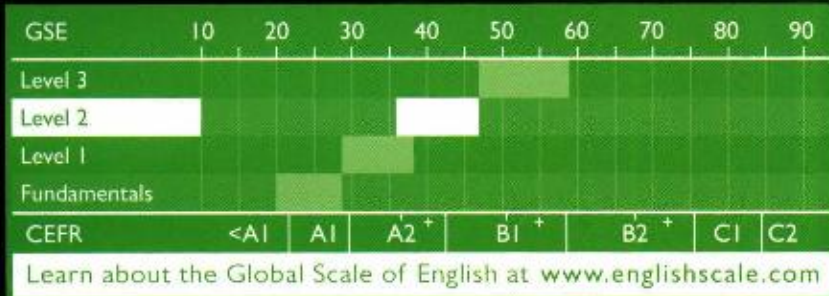 GSE 10 20 30 40 50 60 70 80 90
Level 3
Level 2
Level 1
Fundamentals
CEFR <A1 A1 A2 + B1 + B2 + C1 C2
Learn about the Global Scale of English at www.englishscale.com